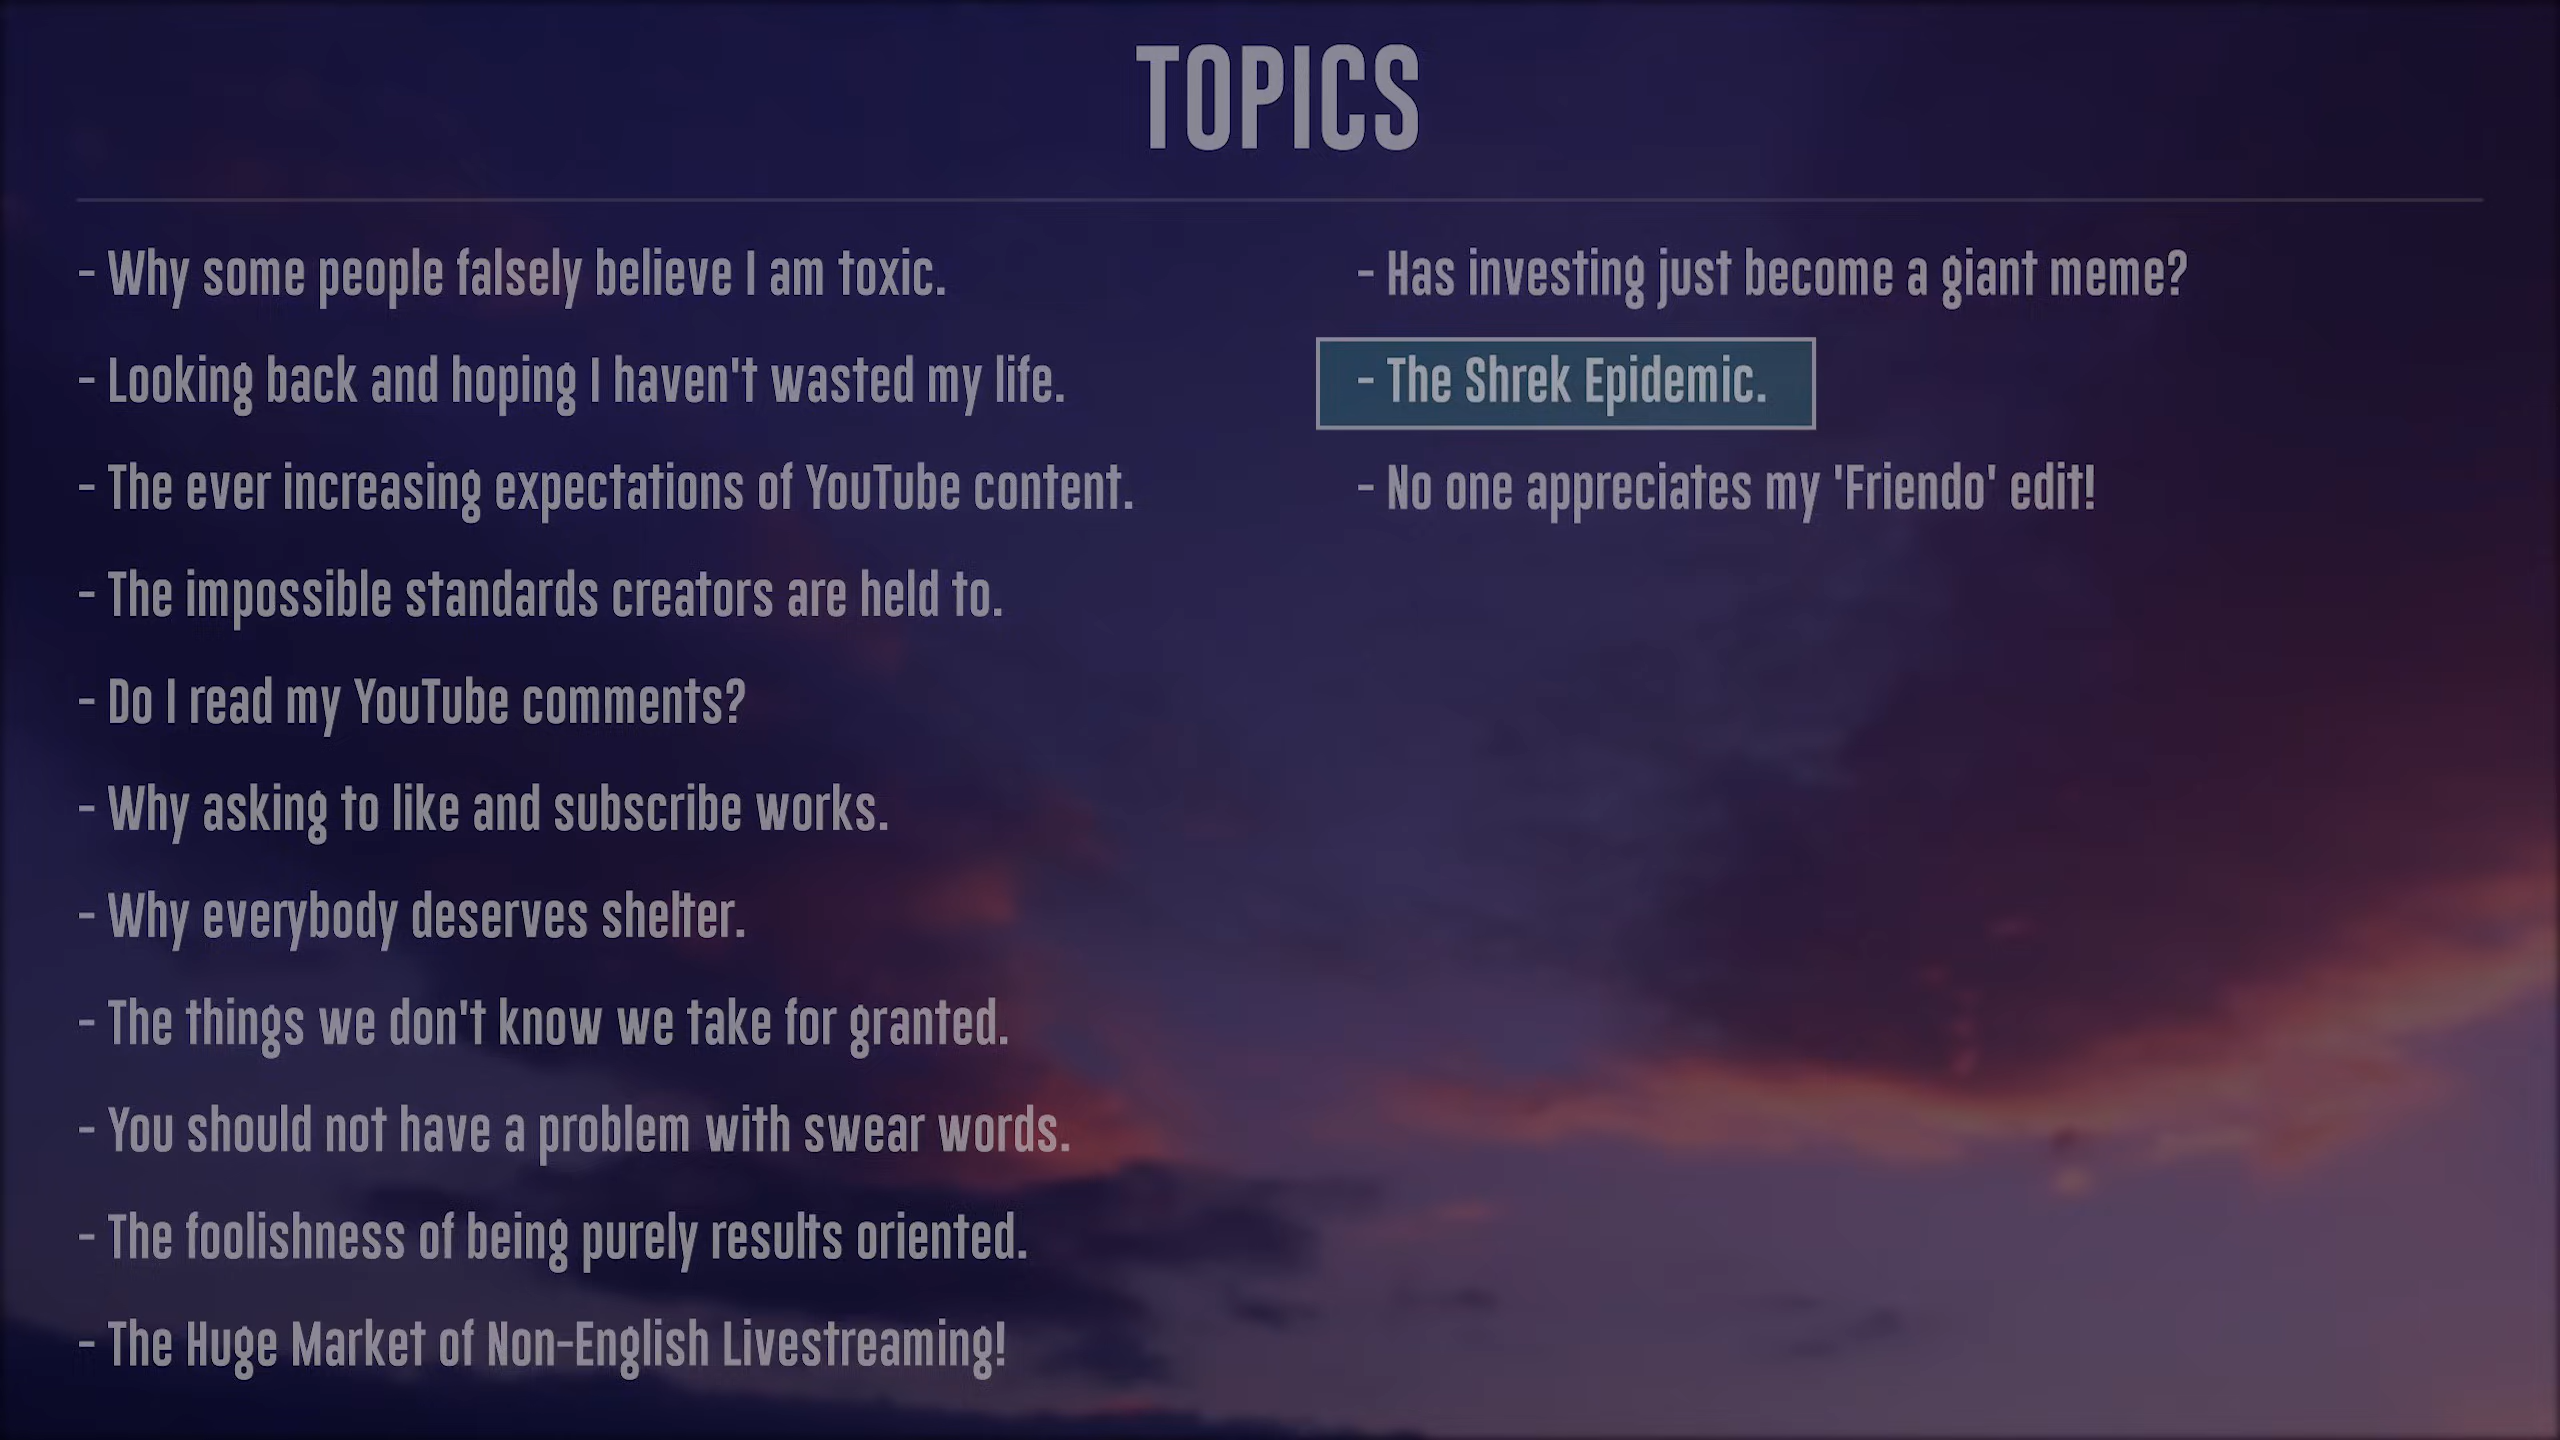 TOPICS
- Why some people falsely believe I am toxic.
- Looking back and hoping I haven't wasted my life.
- The ever increasing expectations of YouTube content.
- The impossible standards creators are held to.
- Do I read my YouTube comments?
- Why asking to like and subscribe works.
- Why everybody deserves shelter.
- The things we don't know we take for granted.
- You should not have a problem with swear words.
- The foolishness of being purely results oriented.
- The Huge Market of Non-English Livestreaming!
- Has investing just become a giant meme?
- The Shrek Epidemic.
- No one appreciates my 'Friendo' edit!